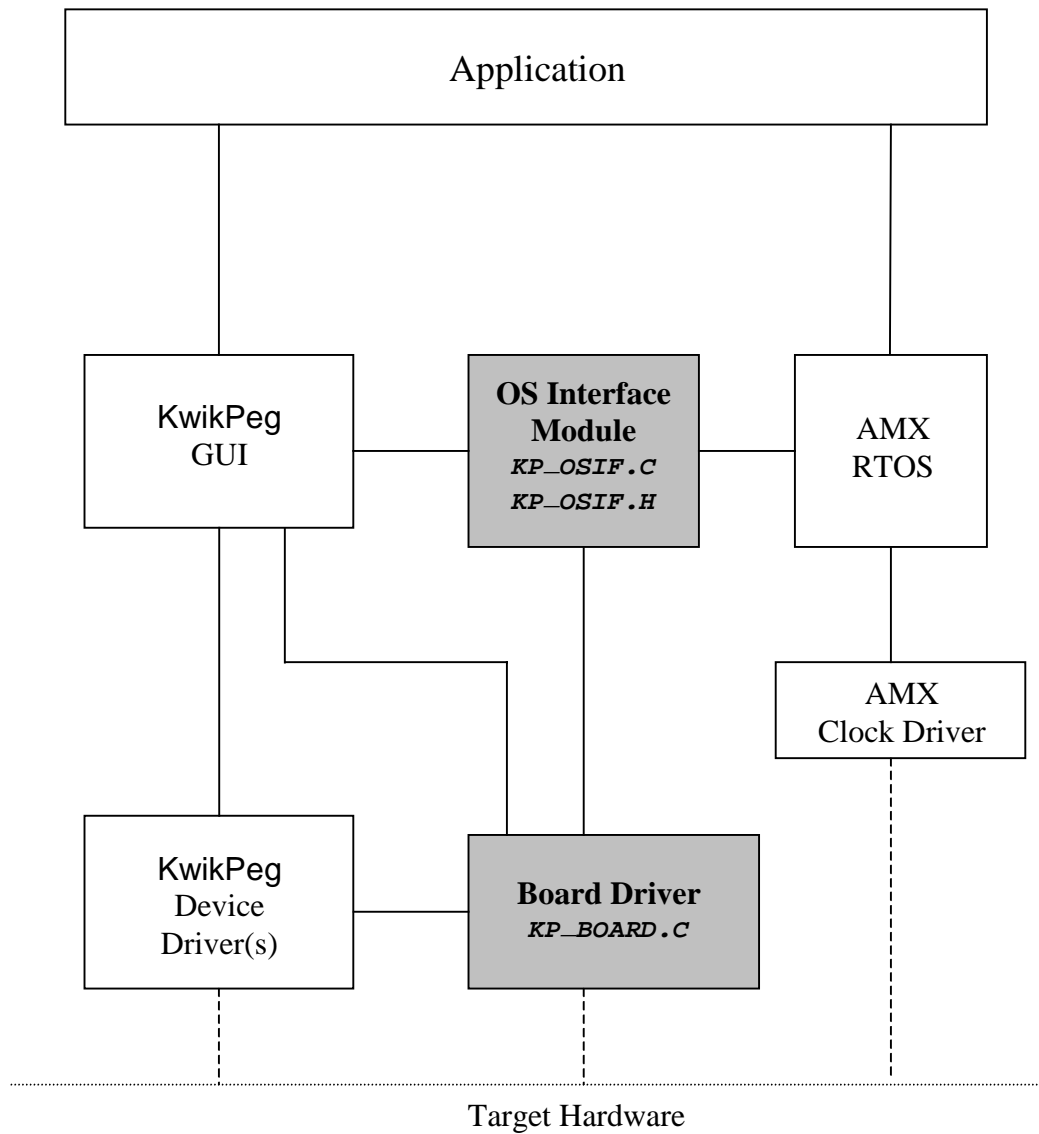 Application
KwikPeg
GUI
OS Interface
Module
KP_OSIF.C
KP_OSIF.H
AMX
RTOS
AMX
Clock Driver
KwikPeg
Device
Driver(s)
Board Driver
KP_BOARD.C
Target Hardware